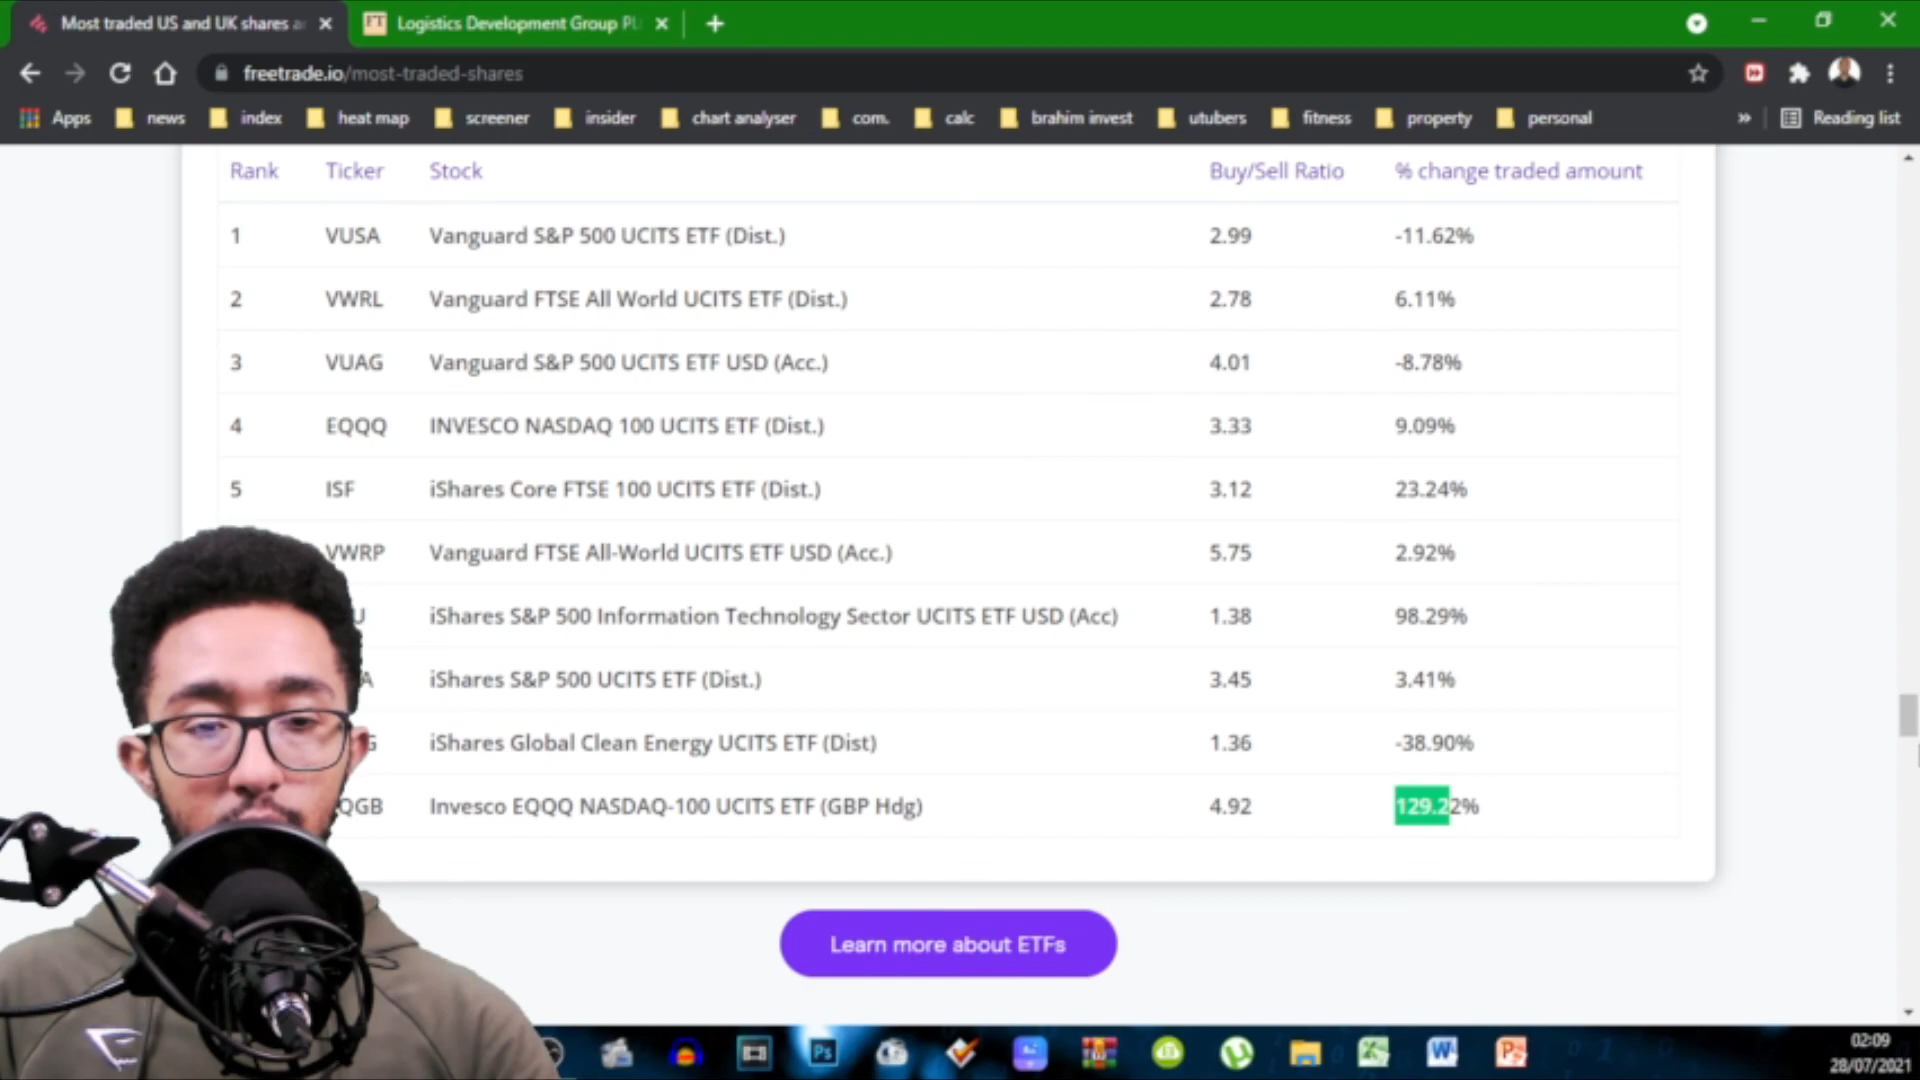 Most traded US and UK shares a
Logistics Development Group PL
freetrade.io/most-traded-shares
Apps news index heat map screener insider chart analyser com. calc brahim invest utubers fitness property personal » Reading list
Rank Ticker Stock Buy/Sell Ratio % change traded amount
1 VUSA Vanguard S&P 500 UCITS ETF (Dist.) 2.99 -11.62%
2 VWRL Vanguard FTSE All World UCITS ETF (Dist.) 2.78 6.11%
3 VUAG Vanguard S&P 500 UCITS ETF USD (Acc.) 4.01 -8.78%
4 EQQQ INVESCO NASDAQ 100 UCITS ETF (Dist.) 3.33 9.09%
5 ISF iShares Core FTSE 100 UCITS ETF (Dist.) 3.12 23.24%
VWRP Vanguard FTSE All-World UCITS ETF USD (Acc.) 5.75 2.92%
U iShares S&P 500 Information Technology Sector UCITS ETF USD (Acc) 1.38 98.29%
A iShares S&P 500 UCITS ETF (Dist.) 3.45 3.41%
G iShares Global Clean Energy UCITS ETF (Dist) 1.36 -38.90%
QGB Invesco EQQQ NASDAQ-100 UCITS ETF (GBP Hdg) 4.92 129.22%
Learn more about ETFs
02:09
28/07/2021